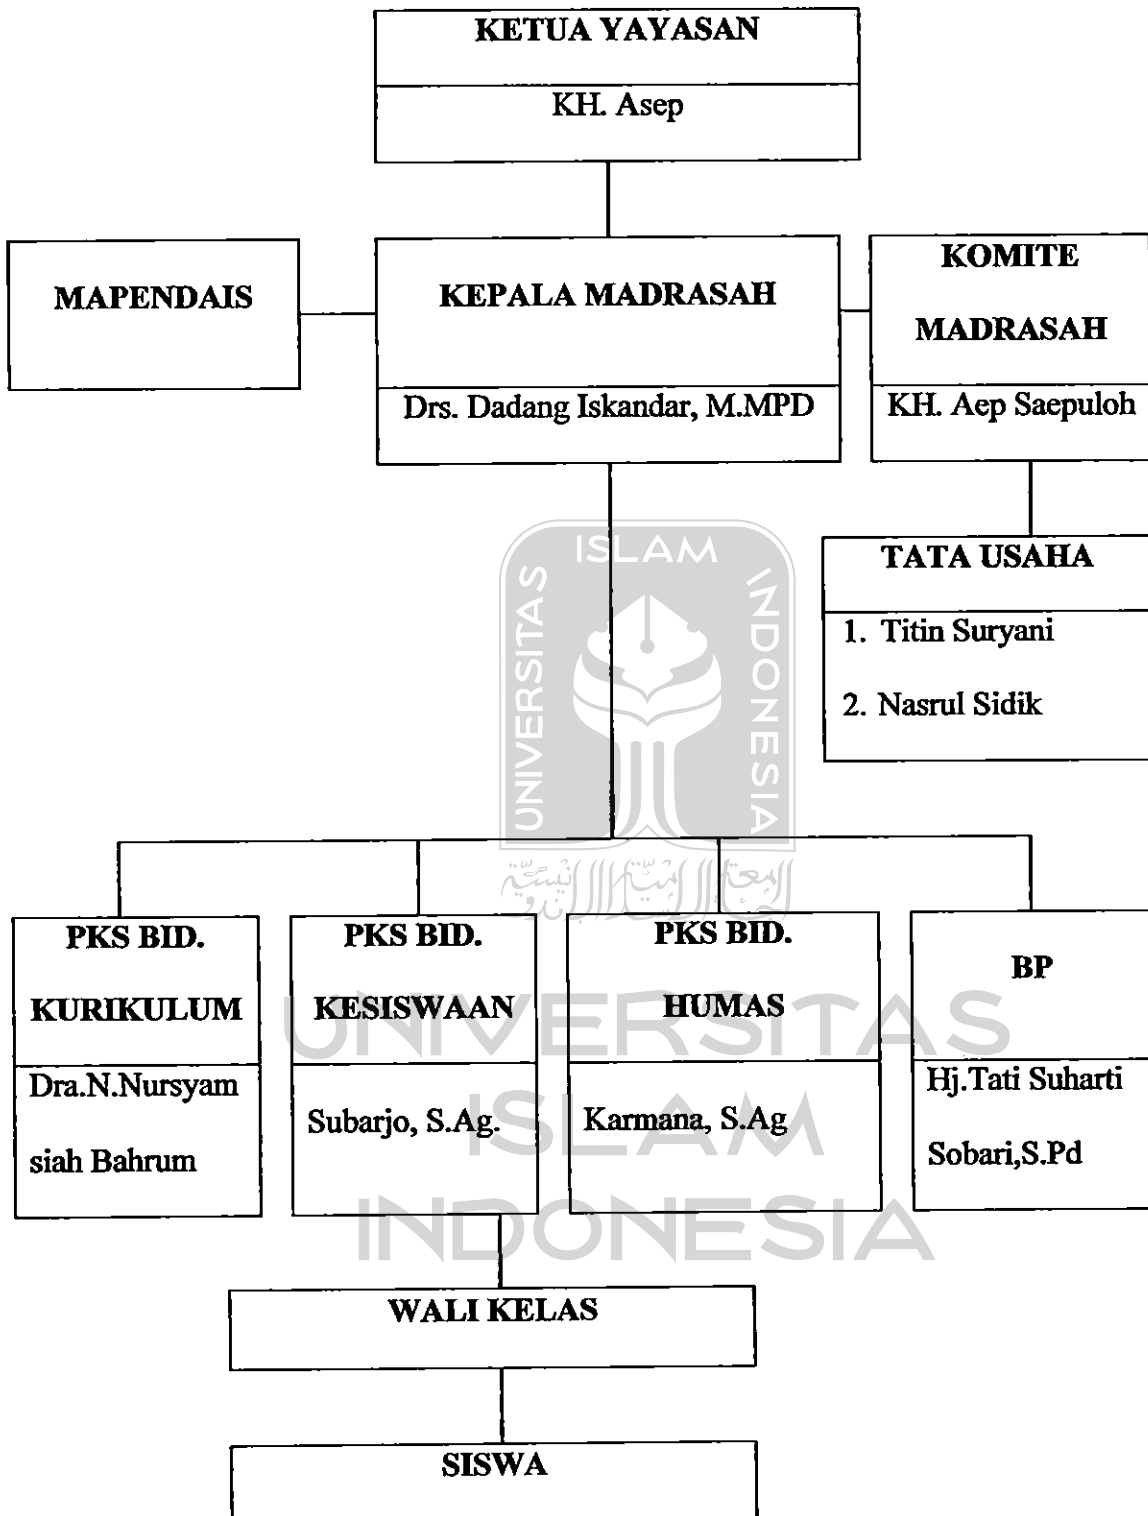 KETUA YAYASAN
KH. Asep
MAPENDAIS
KEPALA MADRASAH
Drs. Dadang Iskandar, M.MPD
KOMITE
MADRASAH
KH. Aep Saepuloh
TATA USAHA
1. Titin Suryani
2. Nasrul Sidik
UNIVERSITAS
ISLAM
INDONESIA
PKS BID.
KURIKULUM
Dra.N.Nursyam
siah Bahrum
PKS BID.
KESISWAAN
Subarjo, S.Ag.
PKS BID.
HUMAS
Karmana, S.Ag
BP
Hj.Tati Suharti
Sobari,S.Pd
UNIVERSITAS
ISLAM
INDONESIA
WALI KELAS
SISWA